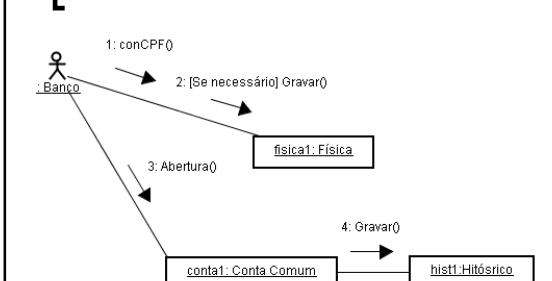 1: conCPF()
2: [Se necessário] Gravar()
: Banco
fisica1: Física
3: Abertura()
4: Gravar()
conta1: Conta Comum
hist1:Hitósrico